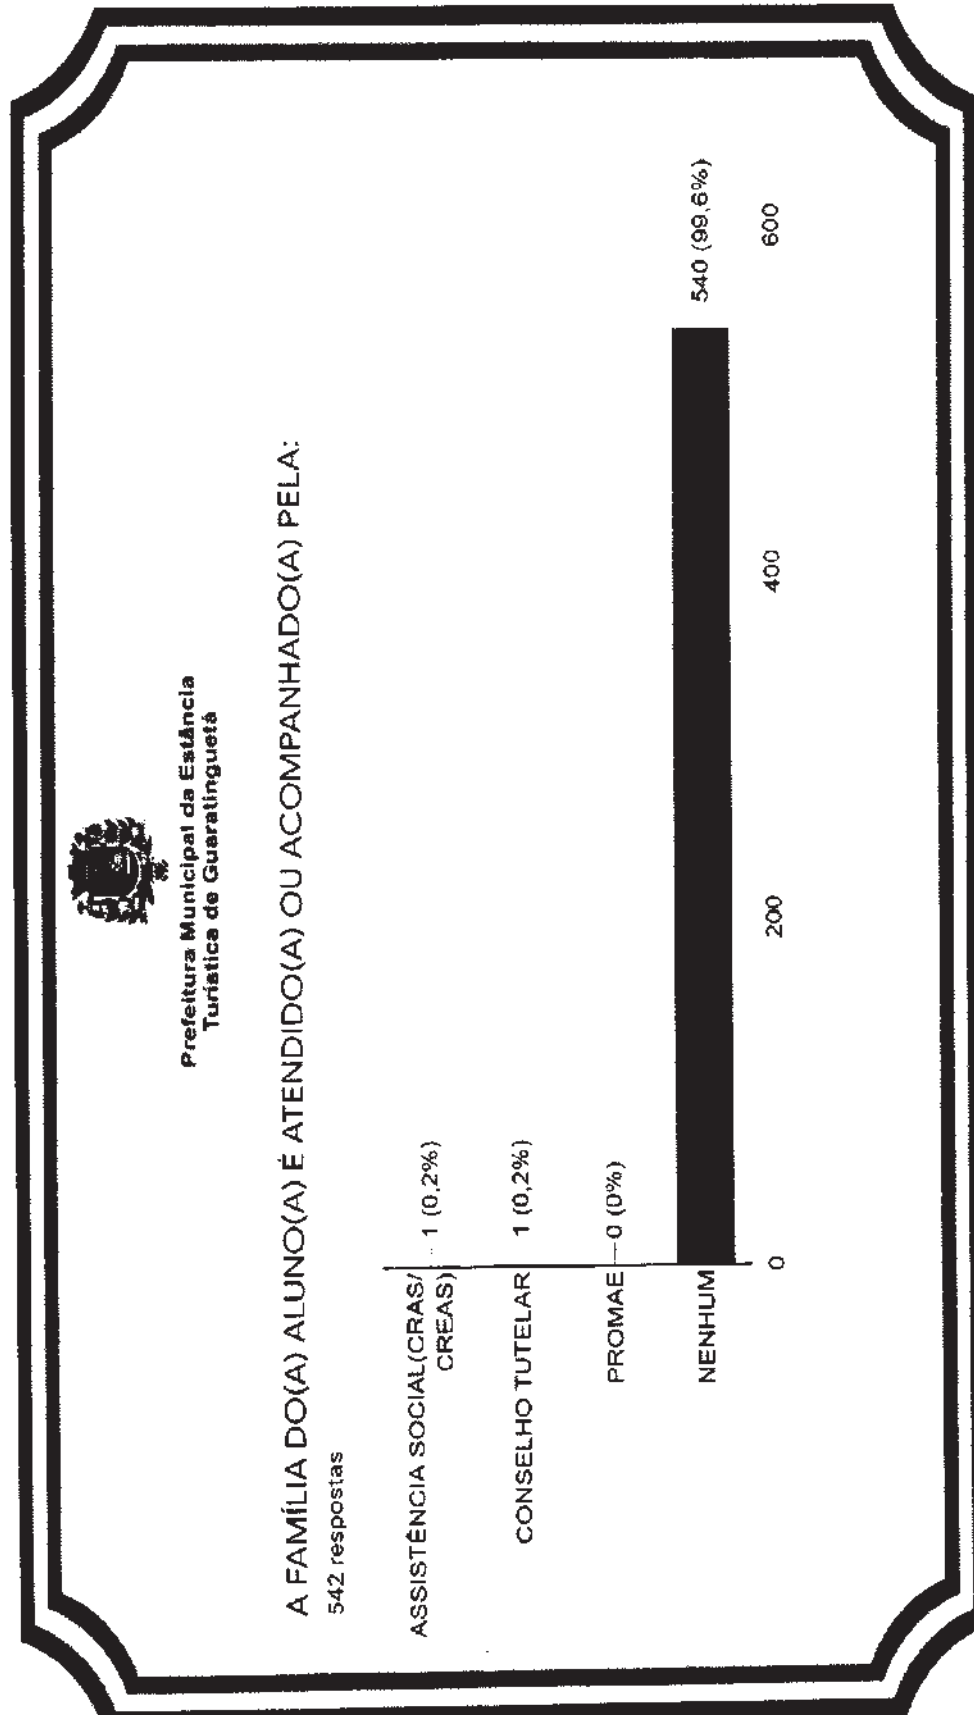 Prefeitura Municipal da Estância
Turística de Guaratinguetá
A FAMÍLIA DO(A) ALUNO(A) É ATENDIDO(A) OU ACOMPANHADO(A) PELA:
542 respostas
ASSISTÊNCIA SOCIAL(CRAS/
CREAS)
1 (0,2%)
CONSELHO TUTELAR
1 (0,2%)
PROMAE
0 (0%)
NENHUM
540 (99,6%)
0
200
400
600